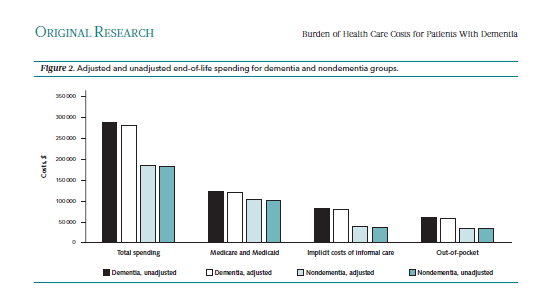 ORIGINAL RESEARCH
Burden of Health Care Costs for Patients With Dementia
Figure 2. Adjusted and unadjusted end-of-life spending for dementia and nondementia groups.
Costs, $
350 000
300 000
250 000
200 000
150 000
100 000
50 000
0
Total spending
Medicare and Medicaid
Implicit costs of informal care
Out-of-pocket
Dementia, unadjusted
Dementia, adjusted
Nondementia, adjusted
Nondementia, unadjusted